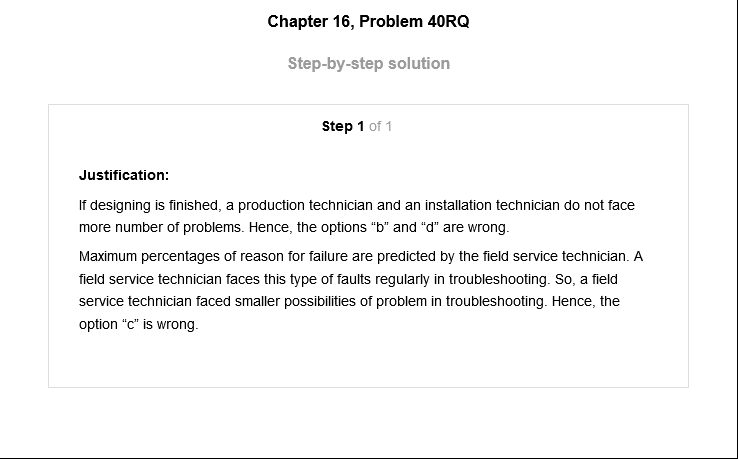 Chapter 16, Problem 40RQ
Step-by-step solution
Step 1 of 1
Justification:
If designing is finished, a production technician and an installation technician do not face
more number of problems. Hence, the options “b” and “d” are wrong.
Maximum percentages of reason for failure are predicted by the field service technician. A
field service technician faces this type of faults regularly in troubleshooting. So, a field
service technician faced smaller possibilities of problem in troubleshooting. Hence, the
option “c” is wrong.